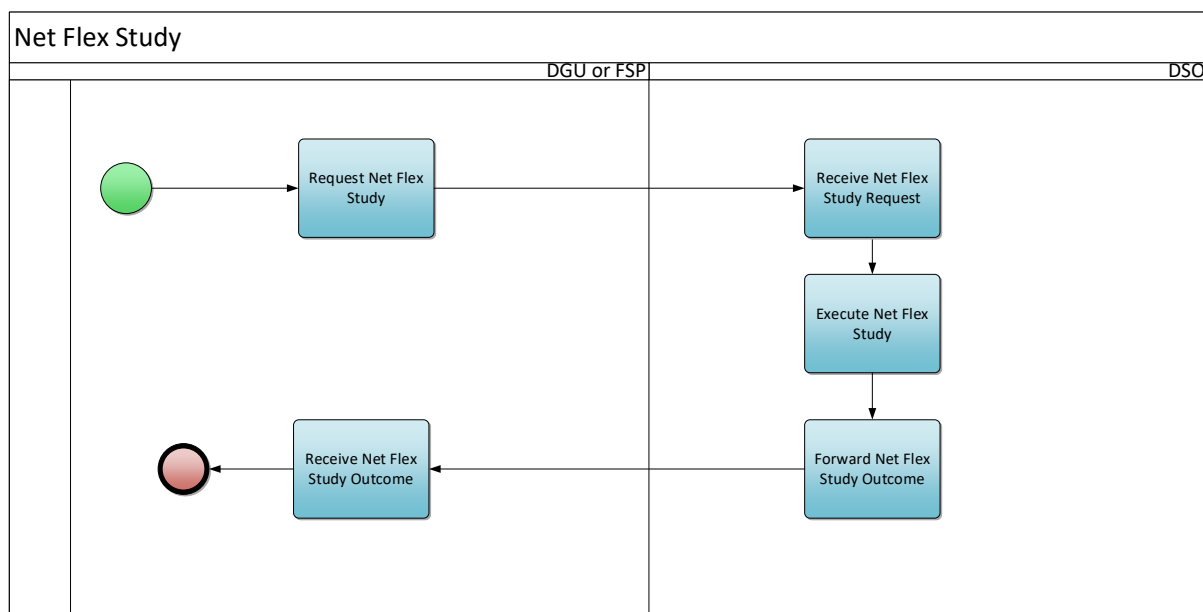 Net Flex Study
DGU or FSP
DSO
Request Net Flex
Study
Receive Net Flex
Study Request
Execute Net Flex
Study
Receive Net Flex
Study Outcome
Forward Net Flex
Study Outcome